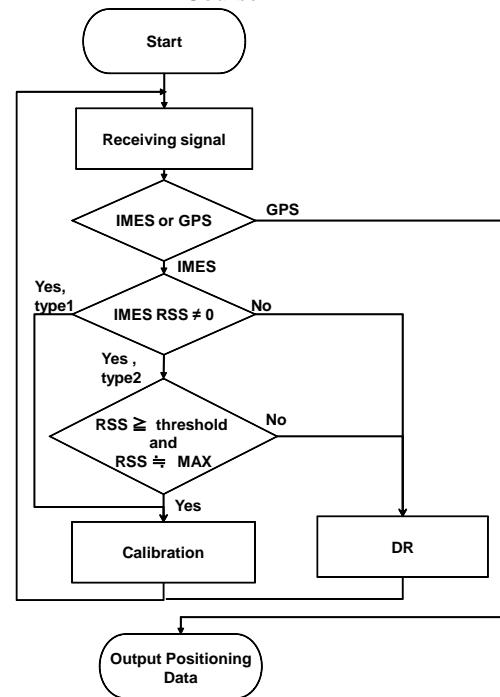 Start
Receiving signal
IMES or GPS
GPS
IMES
Yes,
type1
IMES RSS ≠ 0
No
Yes ,
type2
RSS ≧ threshold
and
RSS ≒ MAX
No
Yes
Calibration
DR
Output Positioning
Data